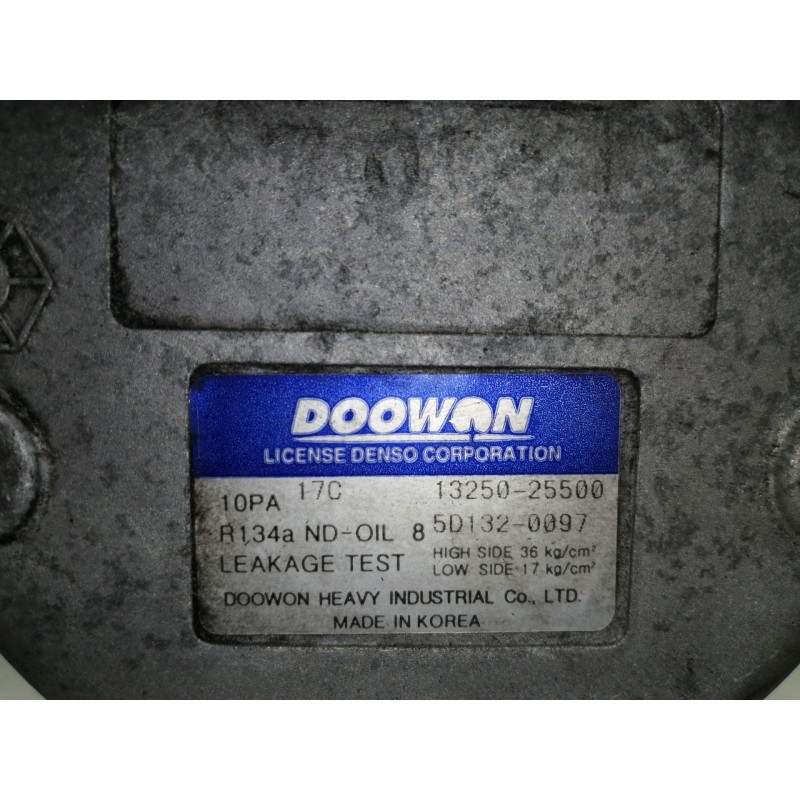 DOOWON
LICENSE DENSO CORPORATION
10PA 17C 13250-25500
R134a ND-OIL 8 5D132-0097
LEAKAGE TEST HIGH SIDE 36 kg/cm²
LOW SIDE 17 kg/cm²
DOOWON HEAVY INDUSTRIAL Co., LTD.
MADE IN KOREA